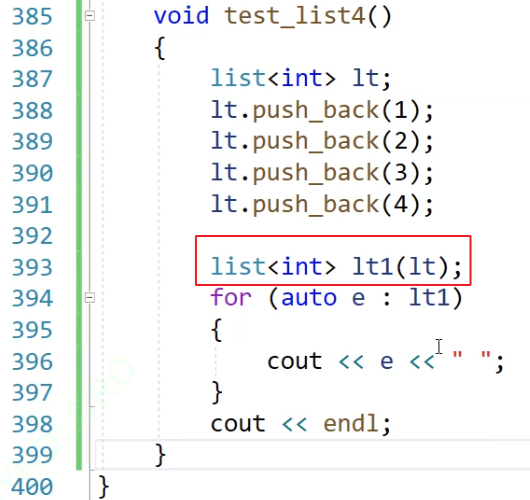 385 void test_list4()
386 {
387 list<int> lt;
388 lt.push_back(1);
389 lt.push_back(2);
390 lt.push_back(3);
391 lt.push_back(4);
392
393 list<int> lt1(lt);
394 for (auto e : lt1)
395 {
396 cout << e << " ";
397 }
398 cout << endl;
399 }
400 }